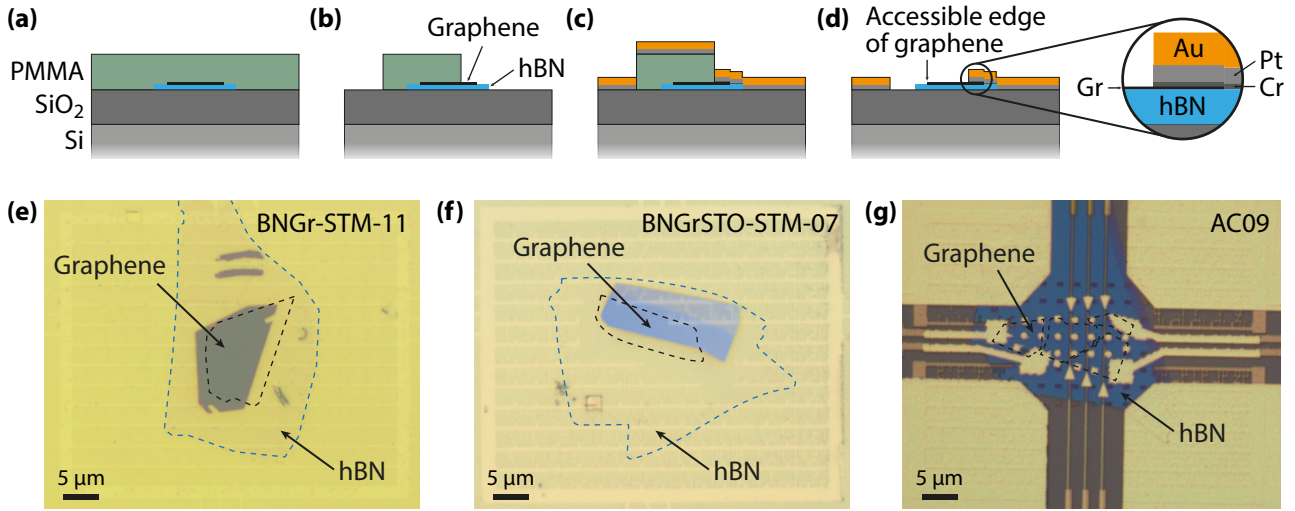 (a)
(b)
(c)
(d)
Graphene
Accessible edge
of graphene
hBN
PMMA
SiO₂
Si
Au
Pt
Gr
Cr
hBN
(e)
BNGr-STM-11
Graphene
hBN
5 µm
(f)
BNGrSTO-STM-07
Graphene
hBN
5 µm
(g)
AC09
Graphene
hBN
5 µm